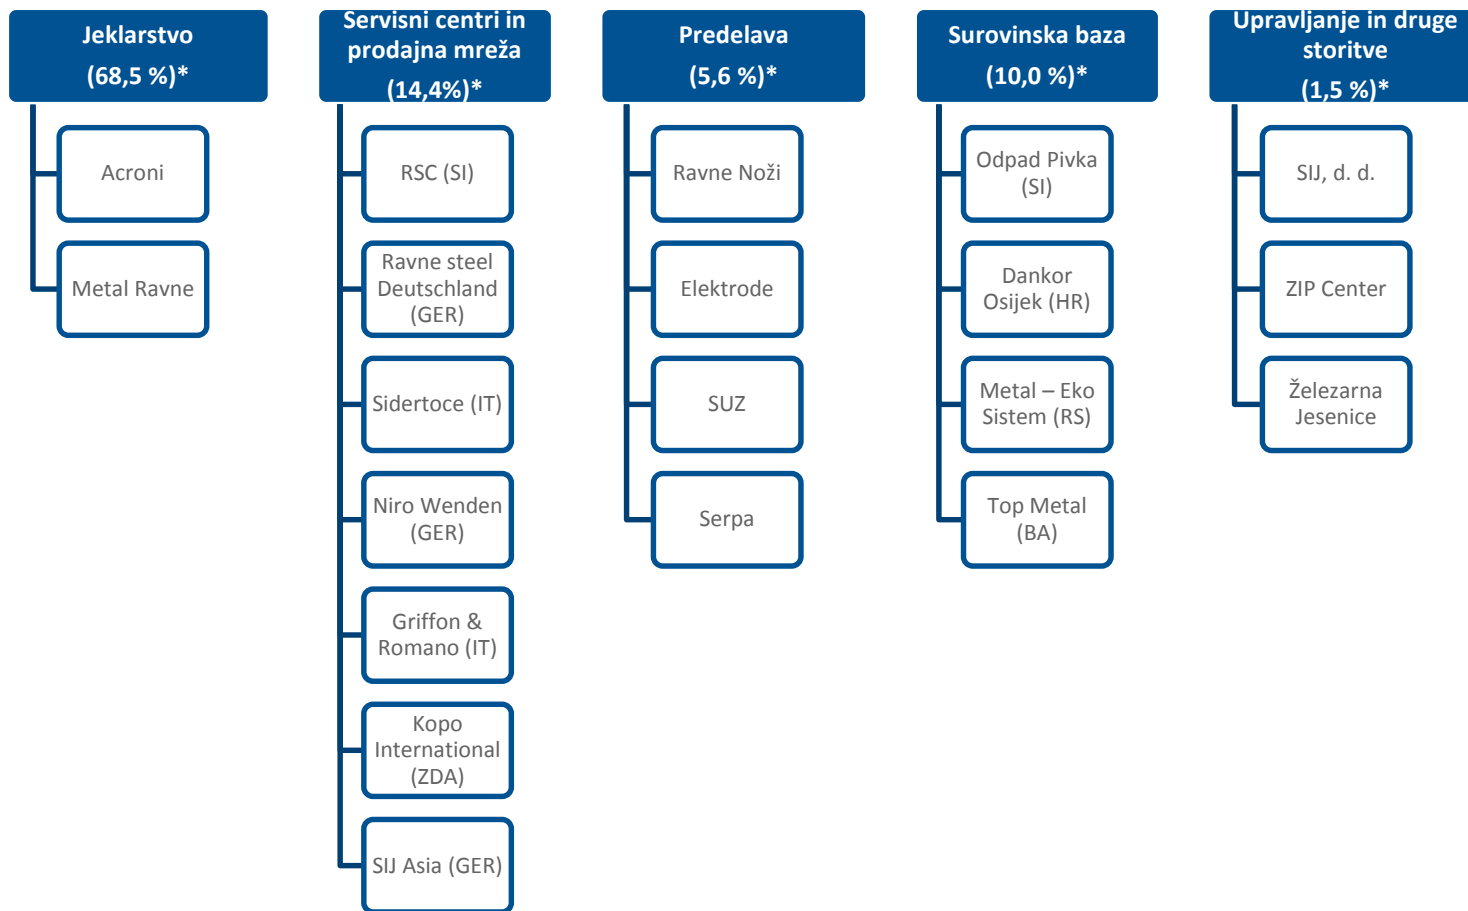 Jeklarstvo
(68,5 %)*
Acroni
Metal Ravne
Servisni centri in
prodajna mreža
(14,4%)*
RSC (SI)
Ravne steel
Deutschland
(GER)
Sidertoce (IT)
Niro Wenden
(GER)
Griffon &
Romano (IT)
Kopo
International
(ZDA)
SIJ Asia (GER)
Predelava
(5,6 %)*
Ravne Noži
Elektrode
SUZ
Serpa
Surovinska baza
(10,0 %)*
Odpad Pivka
(SI)
Dankor
Osijek (HR)
Metal – Eko
Sistem (RS)
Top Metal
(BA)
Upravljanje in druge
storitve
(1,5 %)*
SIJ, d. d.
ZIP Center
Železarna
Jesenice